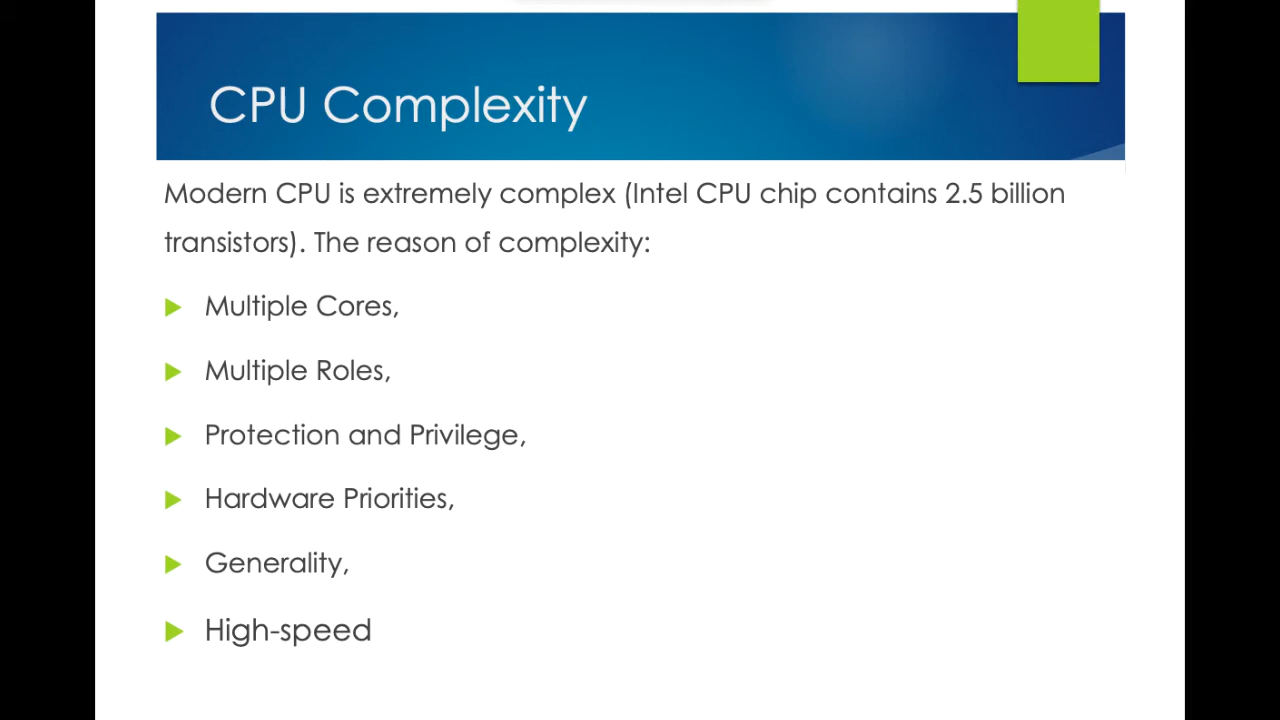 CPU Complexity
Modern CPU is extremely complex (Intel CPU chip contains 2.5 billion
transistors). The reason of complexity:
Multiple Cores,
Multiple Roles,
Protection and Privilege,
Hardware Priorities,
Generality,
High-speed